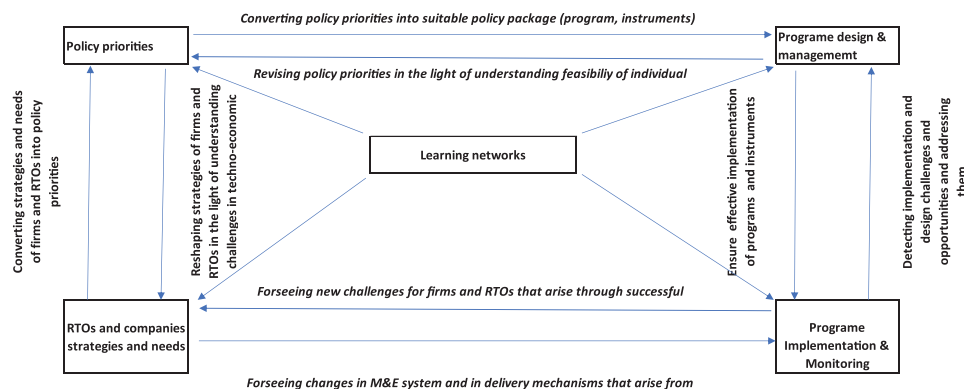 Converting policy priorities into suitable policy package (program, instruments)
Policy priorities
Programe design &
managememt
Revising policy priorities in the light of understanding feasibiliy of individual
Converting strategies and needs
of firms and RTOs into policy
priorities
Reshaping strategies of firms and
RTOs in the light of understanding
challenges in techno-economic
Learning networks
Ensure effective implementation
of programs and instruments
Detecting implementation and
design challenges and
opportunities and addressing
them
Forseeing new challenges for firms and RTOs that arise through successful
RTOs and companies
strategies and needs
Programe
Implementation &
Monitoring
Forseeing changes in M&E system and in delivery mechanisms that arise from